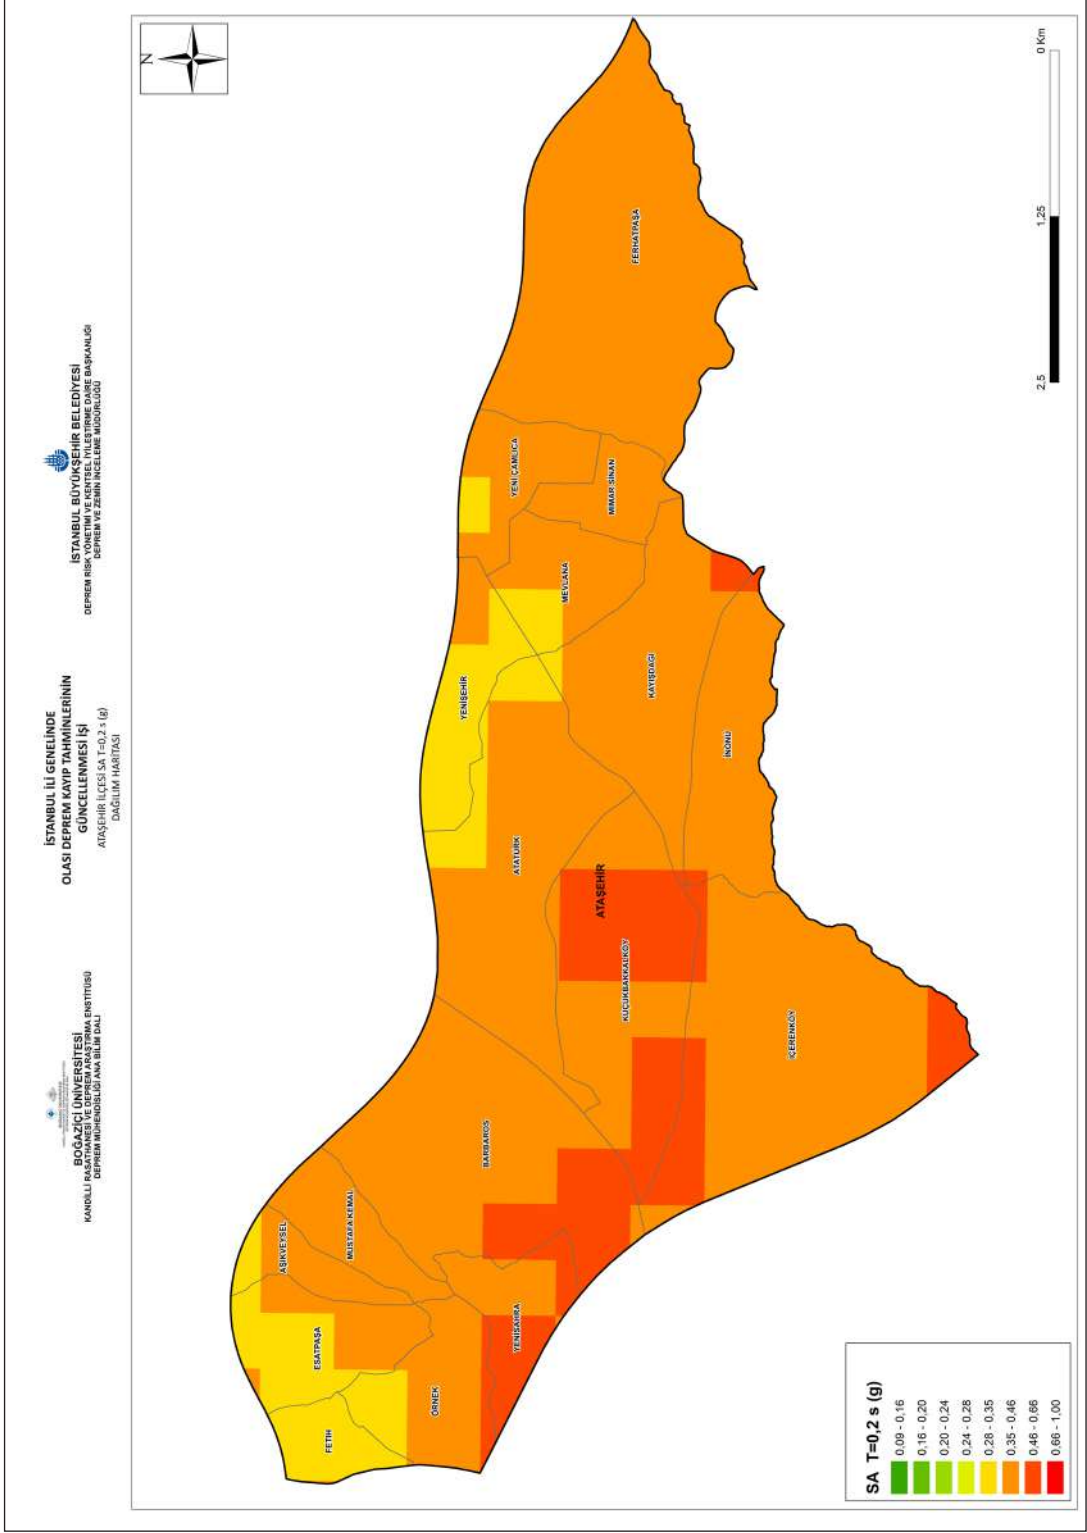 BOĞAZİÇİ ÜNİVERSİTESİ
KANDİLLİ RASATHANESİ VE DEPREM ARAŞTIRMA ENSTİTÜSÜ
DEPREM MÜHENDİSLİĞİ ANA BİLİM DALI
İSTANBUL İLİ GENELİNDE
OLASI DEPREM KAYIP TAHMİNLERİNİN
GÜNCELLENMESİ İŞİ
ATAŞEHİR İLÇESİ SA T=0,2 s (g)
DAĞILIM HARİTASI
İSTANBUL BÜYÜKŞEHİR BELEDİYESİ
DEPREM RİSK YÖNETİMİ VE KENTSEL İYİLEŞTİRME DAİRE BAŞKANLIĞI
DEPREM VE ZEMİN İNCELEME MÜDÜRLÜĞÜ
N
FETİH
ESATPAŞA
AŞIKVEYSEL
MUSTAFA KEMAL
ÖRNEK
YENİSAHRA
BARBAROS
ATATÜRK
YENİŞEHİR
YENİ ÇAMLICA
MEVLANA
MİMAR SİNAN
FERHATPAŞA
ATAŞEHİR
KÜÇÜKBAKKALKÖY
KAYIŞDAĞI
İNÖNÜ
İÇERENKÖY
SA T=0,2 s (g)
0,09 - 0,16
0,16 - 0,20
0,20 - 0,24
0,24 - 0,28
0,28 - 0,35
0,35 - 0,46
0,46 - 0,66
0,66 - 1,00
2,5
1,25
0 Km